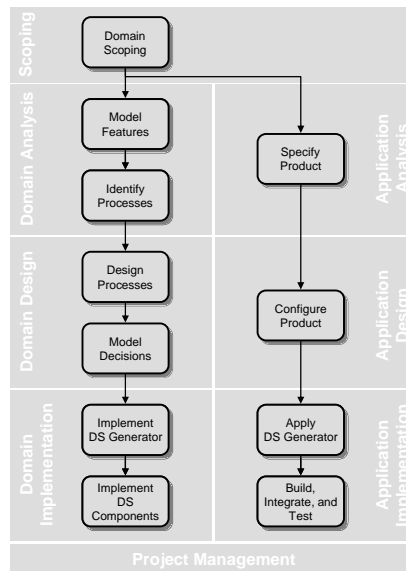 Scoping
Domain
Scoping
Domain Analysis
Model
Features
Identify
Processes
Specify
Product
Application
Analysis
Domain Design
Design
Processes
Model
Decisions
Configure
Product
Application
Design
Domain
Implementation
Implement
DS Generator
Implement
DS
Components
Apply
DS Generator
Build,
Integrate, and
Test
Application
Implementation
Project Management